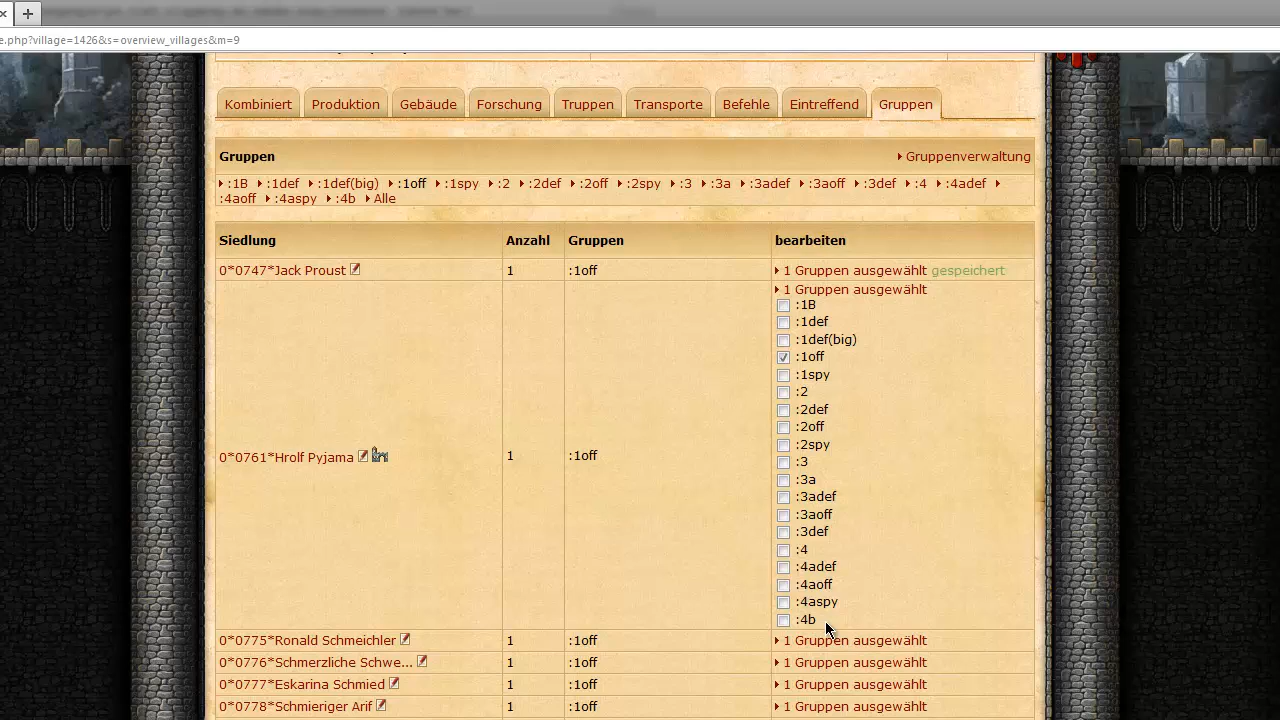 e.php?village=1426&s=overview_villages&m=9
Kombiniert Produktion Gebäude Forschung Truppen Transporte Befehle Eintreffend Gruppen
Gruppen Gruppenverwaltung
:1B :1def :1def(big) :1off :1spy :2 :2def :2off :2spy :3 :3a :3adef :3aoff :3def :4 :4adef
:4aoff :4aspy :4b Alle
Siedlung Anzahl Gruppen bearbeiten
0*0747*Jack Proust 1 :1off 1 Gruppen ausgewählt gespeichert
1 Gruppen ausgewählt
:1B
:1def
:1def(big)
:1off
:1spy
:2
:2def
:2off
:2spy
0*0761*Hrolf Pyjama 1 :1off
:3
:3a
:3adef
:3aoff
:3def
:4
:4adef
:4aoff
:4aspy
:4b
0*0775*Ronald Schmeichler 1 :1off 1 Gruppen ausgewählt
0*0776*Schmerzliche 1 :1off 1 Gruppen ausgewählt
0*0777*Eskarina Schmied 1 :1off 1 Gruppen ausgewählt
0*0778*Schmieriger Arif 1 :1off 1 Gruppen ausgewählt